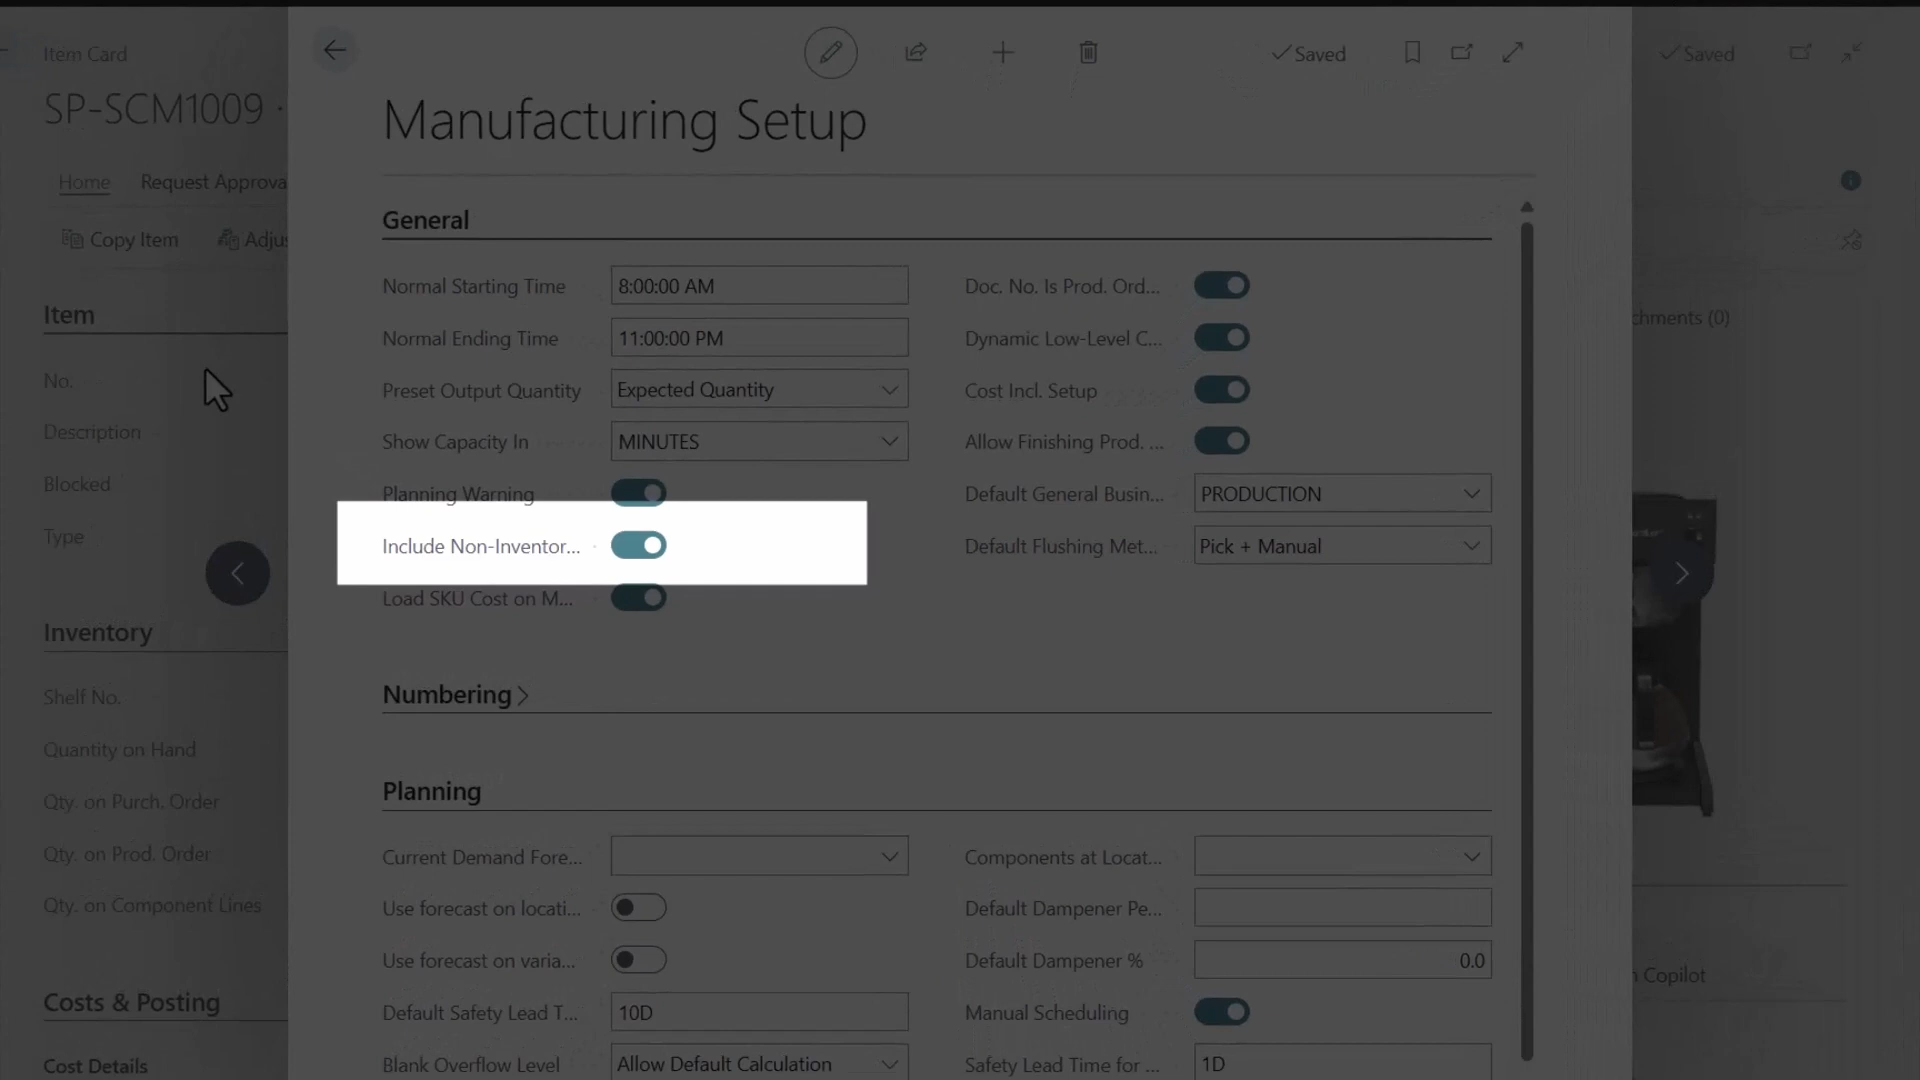 Item Card
SP-SCM1009 ·
Home
Request Approva
Copy Item
Adjus
Item
No.
Description
Blocked
Type
Inventory
Shelf No.
Quantity on Hand
Qty. on Purch. Order
Qty. on Prod. Order
Qty. on Component Lines
Costs & Posting
Cost Details
Saved
Manufacturing Setup
General
Normal Starting Time
8:00:00 AM
Normal Ending Time
11:00:00 PM
Preset Output Quantity
Expected Quantity
Show Capacity In
MINUTES
Planning Warning
Include Non-Inventor...
Load SKU Cost on M...
Doc. No. Is Prod. Ord...
Dynamic Low-Level C...
Cost Incl. Setup
Allow Finishing Prod. ...
Default General Busin...
PRODUCTION
Default Flushing Met...
Pick + Manual
Numbering
Planning
Current Demand Fore...
Use forecast on locati...
Use forecast on varia...
Default Safety Lead T...
10D
Blank Overflow Level
Allow Default Calculation
Components at Locat...
Default Dampener Pe...
Default Dampener %
0.0
Manual Scheduling
Safety Lead Time for ...
1D
Saved
chments (0)
Copilot